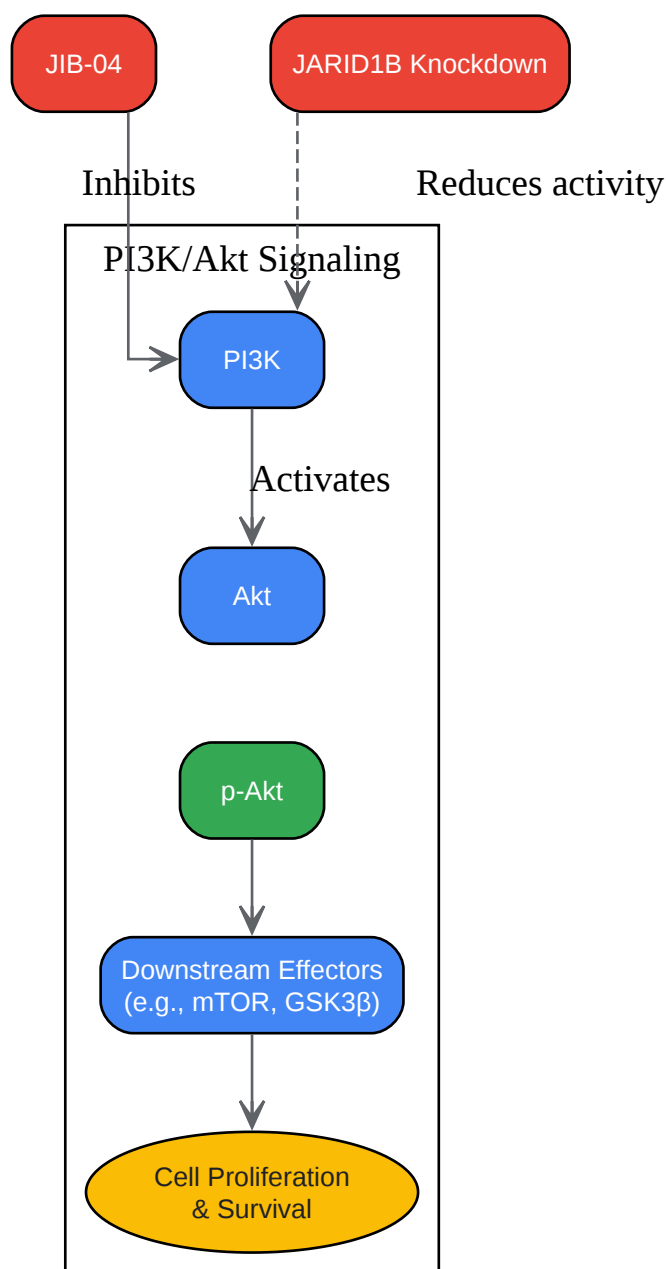 JIB-04
JARID1B Knockdown
Inhibits
Reduces activity
PI3K/Akt Signaling
PI3K
Activates
Akt
p-Akt
Downstream Effectors
(e.g., mTOR, GSK3β)
Cell Proliferation
& Survival